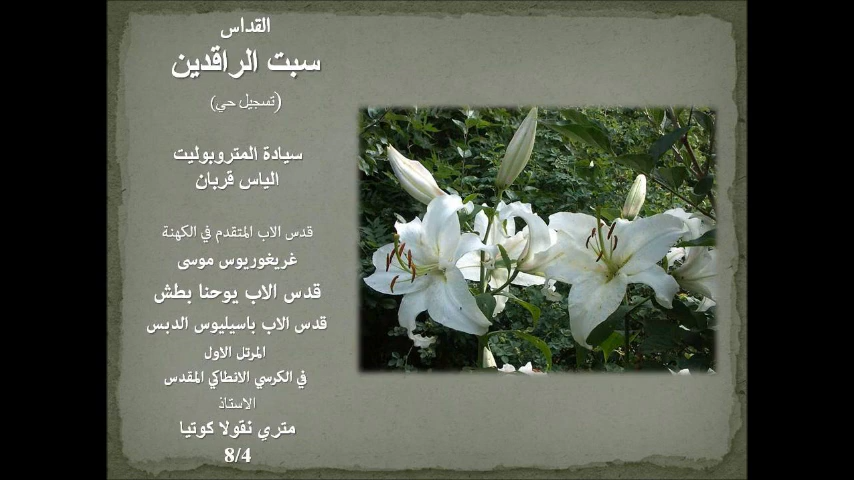 القداس
سبت الراقدين
(تسجيل حي)
سيادة المتروبوليت
الياس قربان
قدس الاب المتقدم في الكهنة
غريغوريوس موسى
قدس الاب يوحنا بطش
قدس الاب باسيليوس الدبس
المرتل الاول
في الكرسي الانطاكي المقدس
الاستاذ
متري نقولا كوتيا
8/4